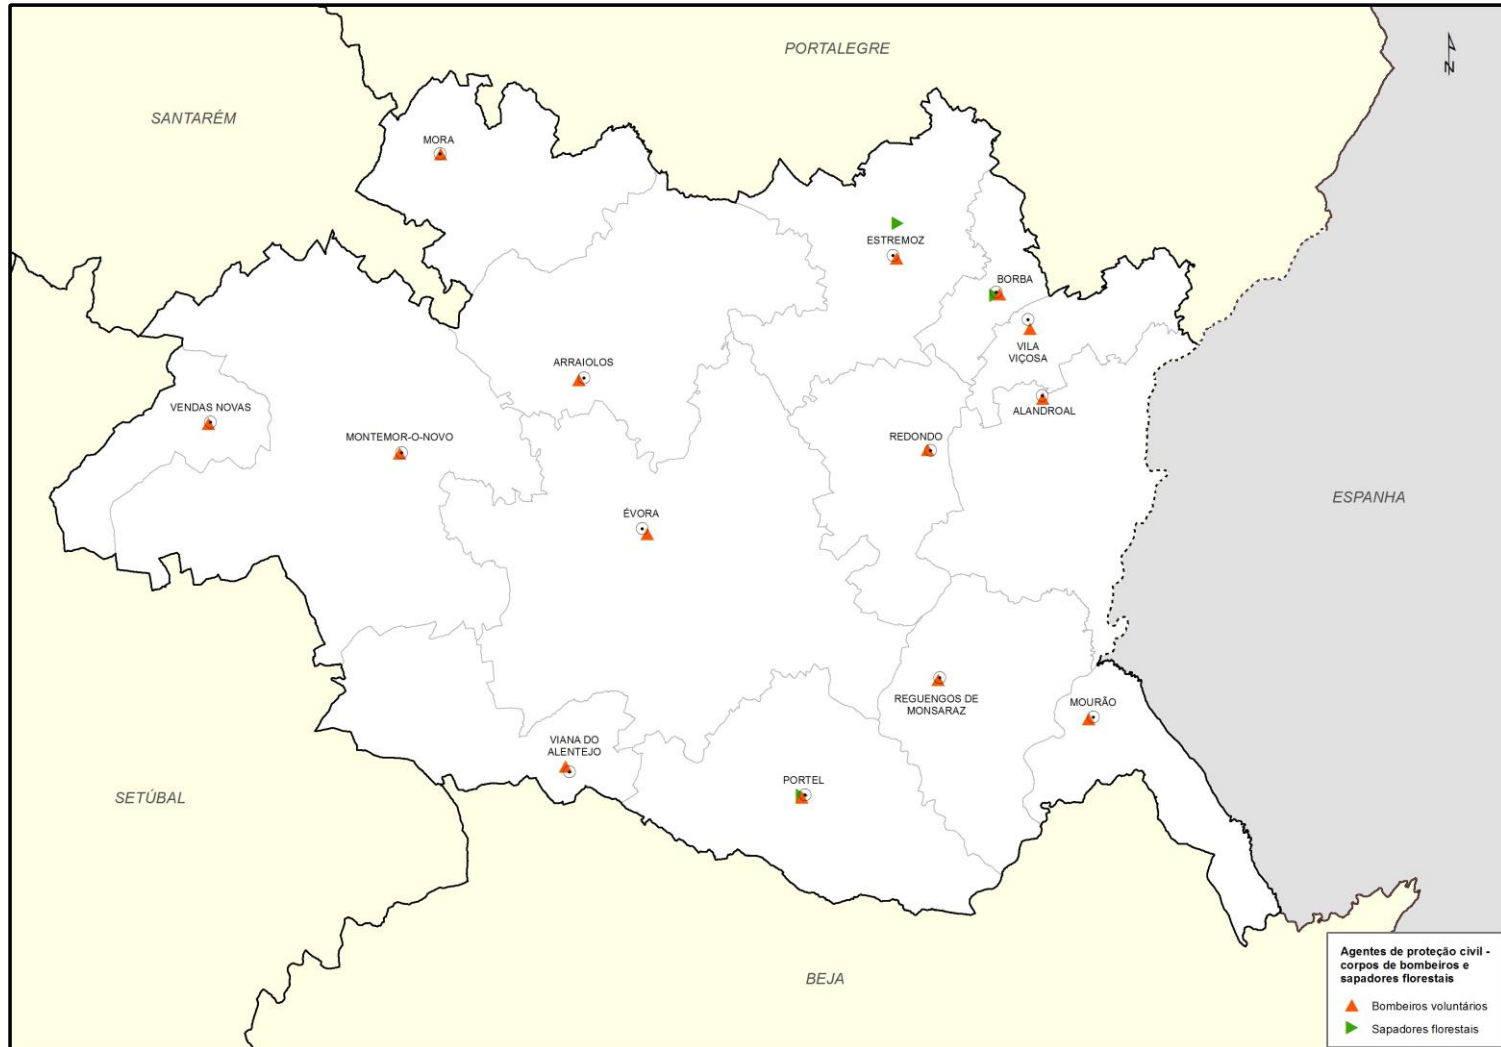 PORTALEGRE
SANTARÉM
MORA
ESTREMOZ
BORBA
VILA
VIÇOSA
ARRAIOLOS
VENDAS NOVAS
ALANDROAL
MONTEMOR-O-NOVO
REDONDO
ESPANHA
ÉVORA
REGUENGOS DE
MONSARAZ
MOURÃO
VIANA DO
ALENTEJO
PORTEL
SETÚBAL
BEJA
N
Agentes de proteção civil -
corpos de bombeiros e
sapadores florestais
Bombeiros voluntários
Sapadores florestais